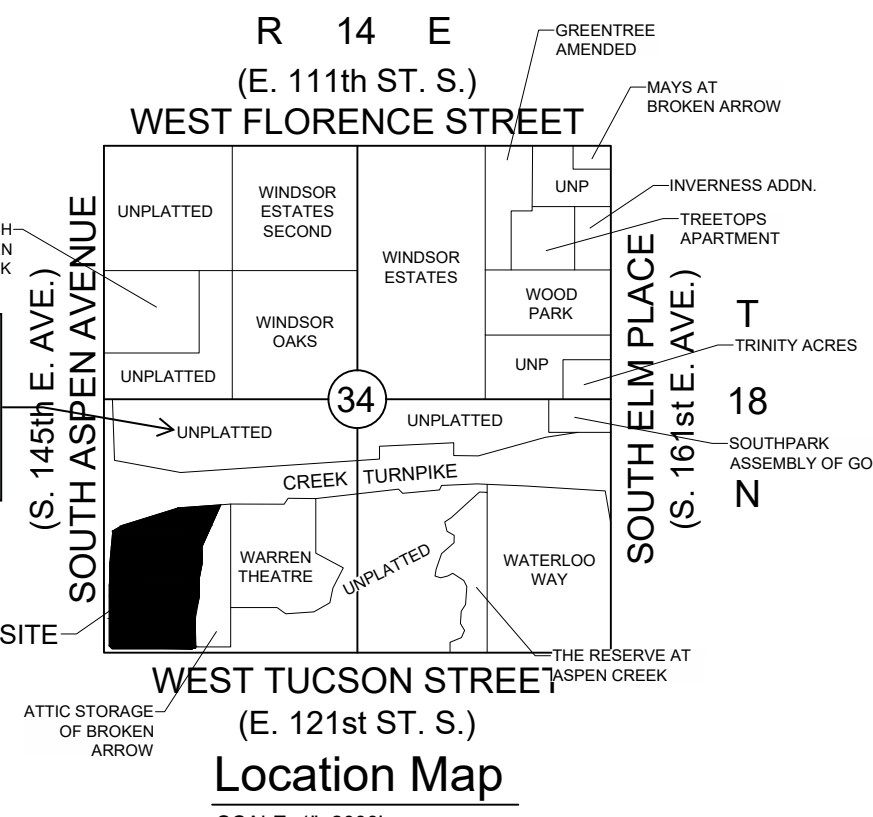 R 14 E
(E. 111th ST. S.)
WEST FLORENCE STREET
GREENTREE
AMENDED
MAYS AT
BROKEN ARROW
UNPLATTED
WINDSOR
ESTATES
SECOND
WINDSOR
ESTATES
UNP
INVERNESS ADDN.
TREETOPS
APARTMENT
H
N
K
SOUTH ASPEN AVENUE
(S. 145th E. AVE.)
WINDSOR
OAKS
UNPLATTED
WOOD
PARK
UNP
SOUTH ELM PLACE
(S. 161st E. AVE.)
T
18
N
TRINITY ACRES
34
UNPLATTED
UNPLATTED
SOUTHPARK
ASSEMBLY OF GO
CREEK TURNPIKE
WARREN
THEATRE
UNPLATTED
WATERLOO
WAY
SITE
THE RESERVE AT
ASPEN CREEK
WEST TUCSON STREET
(E. 121st ST. S.)
ATTIC STORAGE
OF BROKEN
ARROW
Location Map